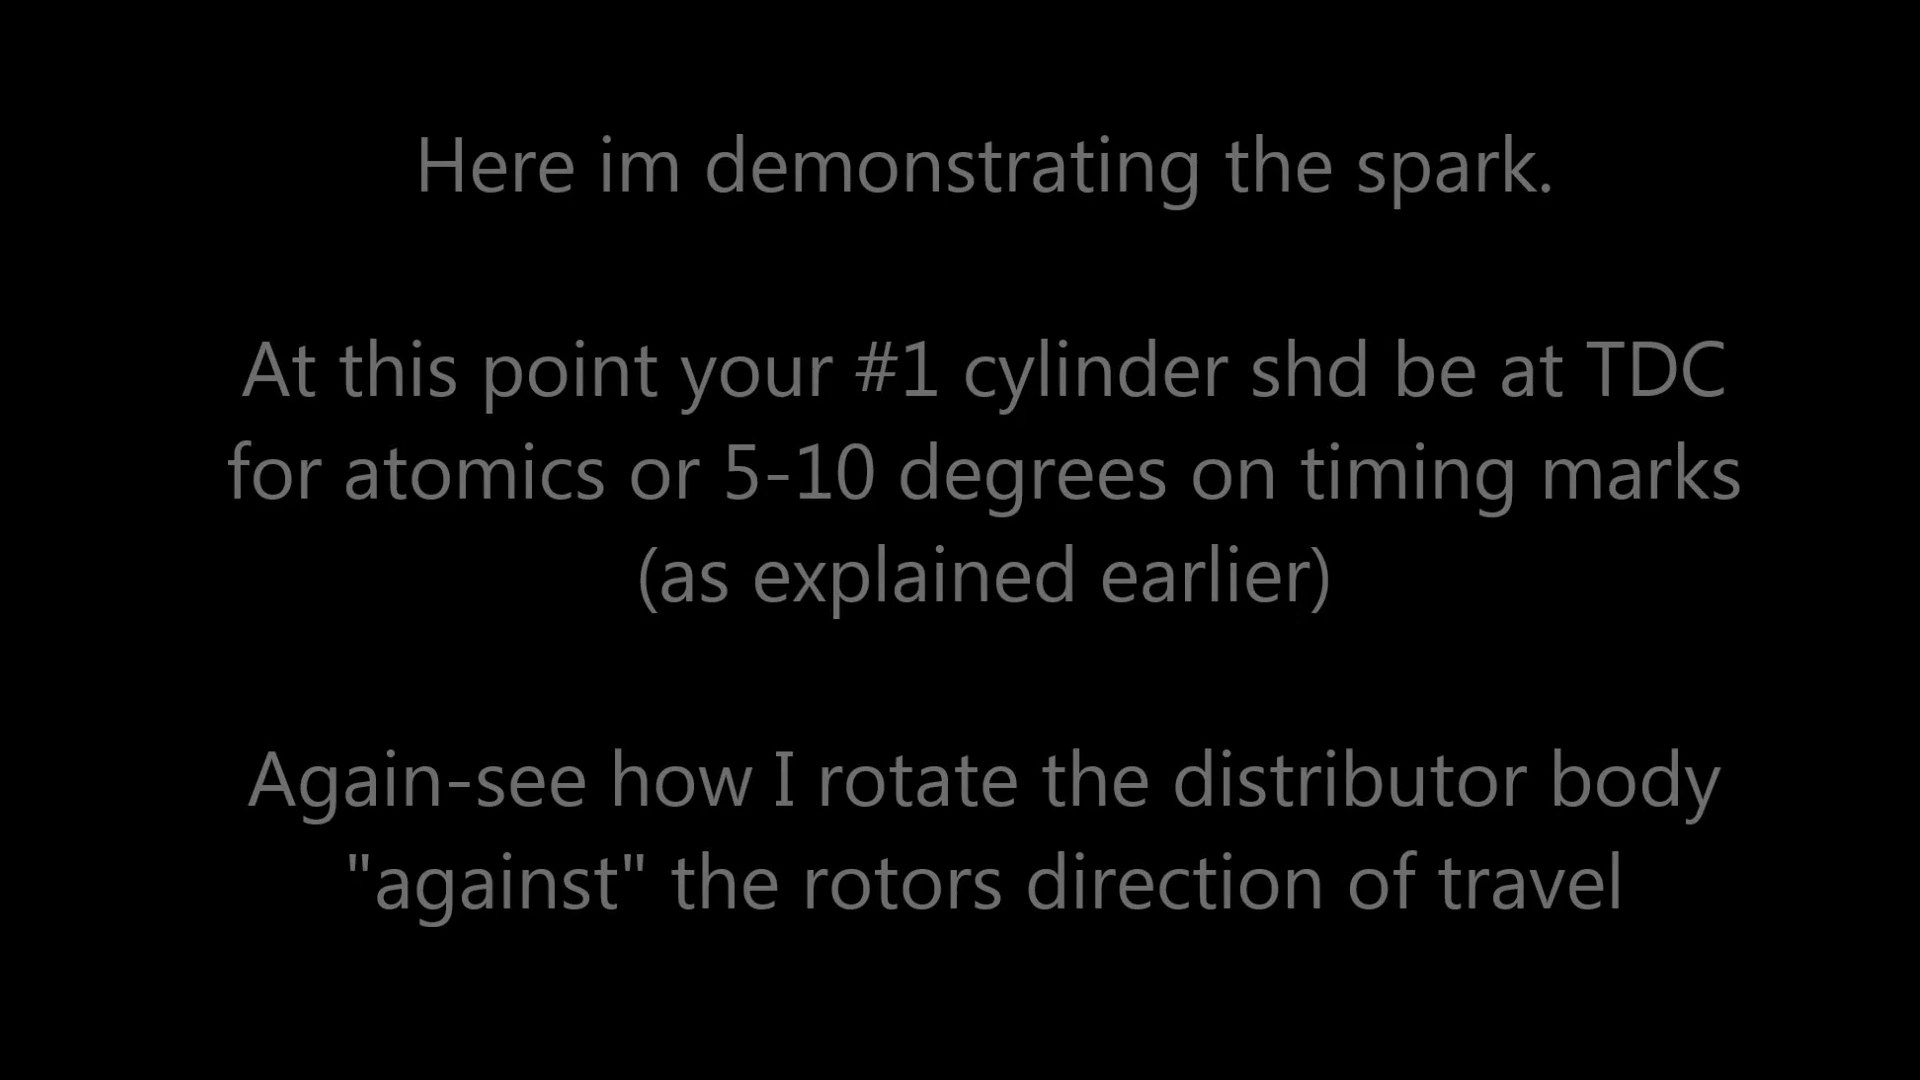 Here im demonstrating the spark.
At this point your #1 cylinder shd be at TDC
for atomics or 5-10 degrees on timing marks
(as explained earlier)
Again-see how I rotate the distributor body
"against" the rotors direction of travel